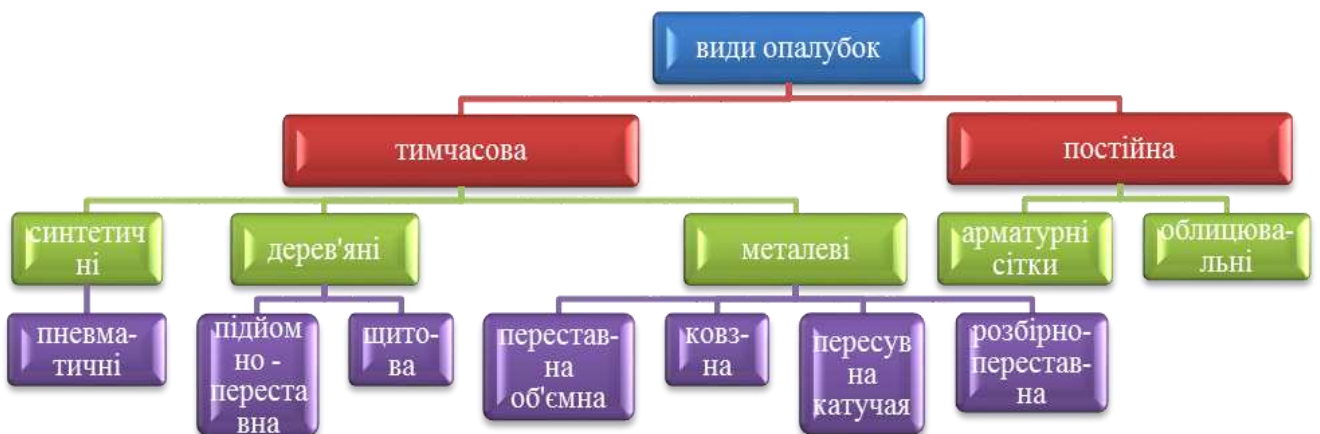 види опалубок
тимчасова
постійна
синтетич
ні
дерев'яні
металеві
арматурні
сітки
облицюва-
льні
пневма-
тичні
підйом
но -
переста
вна
щито-
ва
перестав-
на
об'ємна
ковз-
на
пересув
на
катучая
розбірно-
перестав-
на